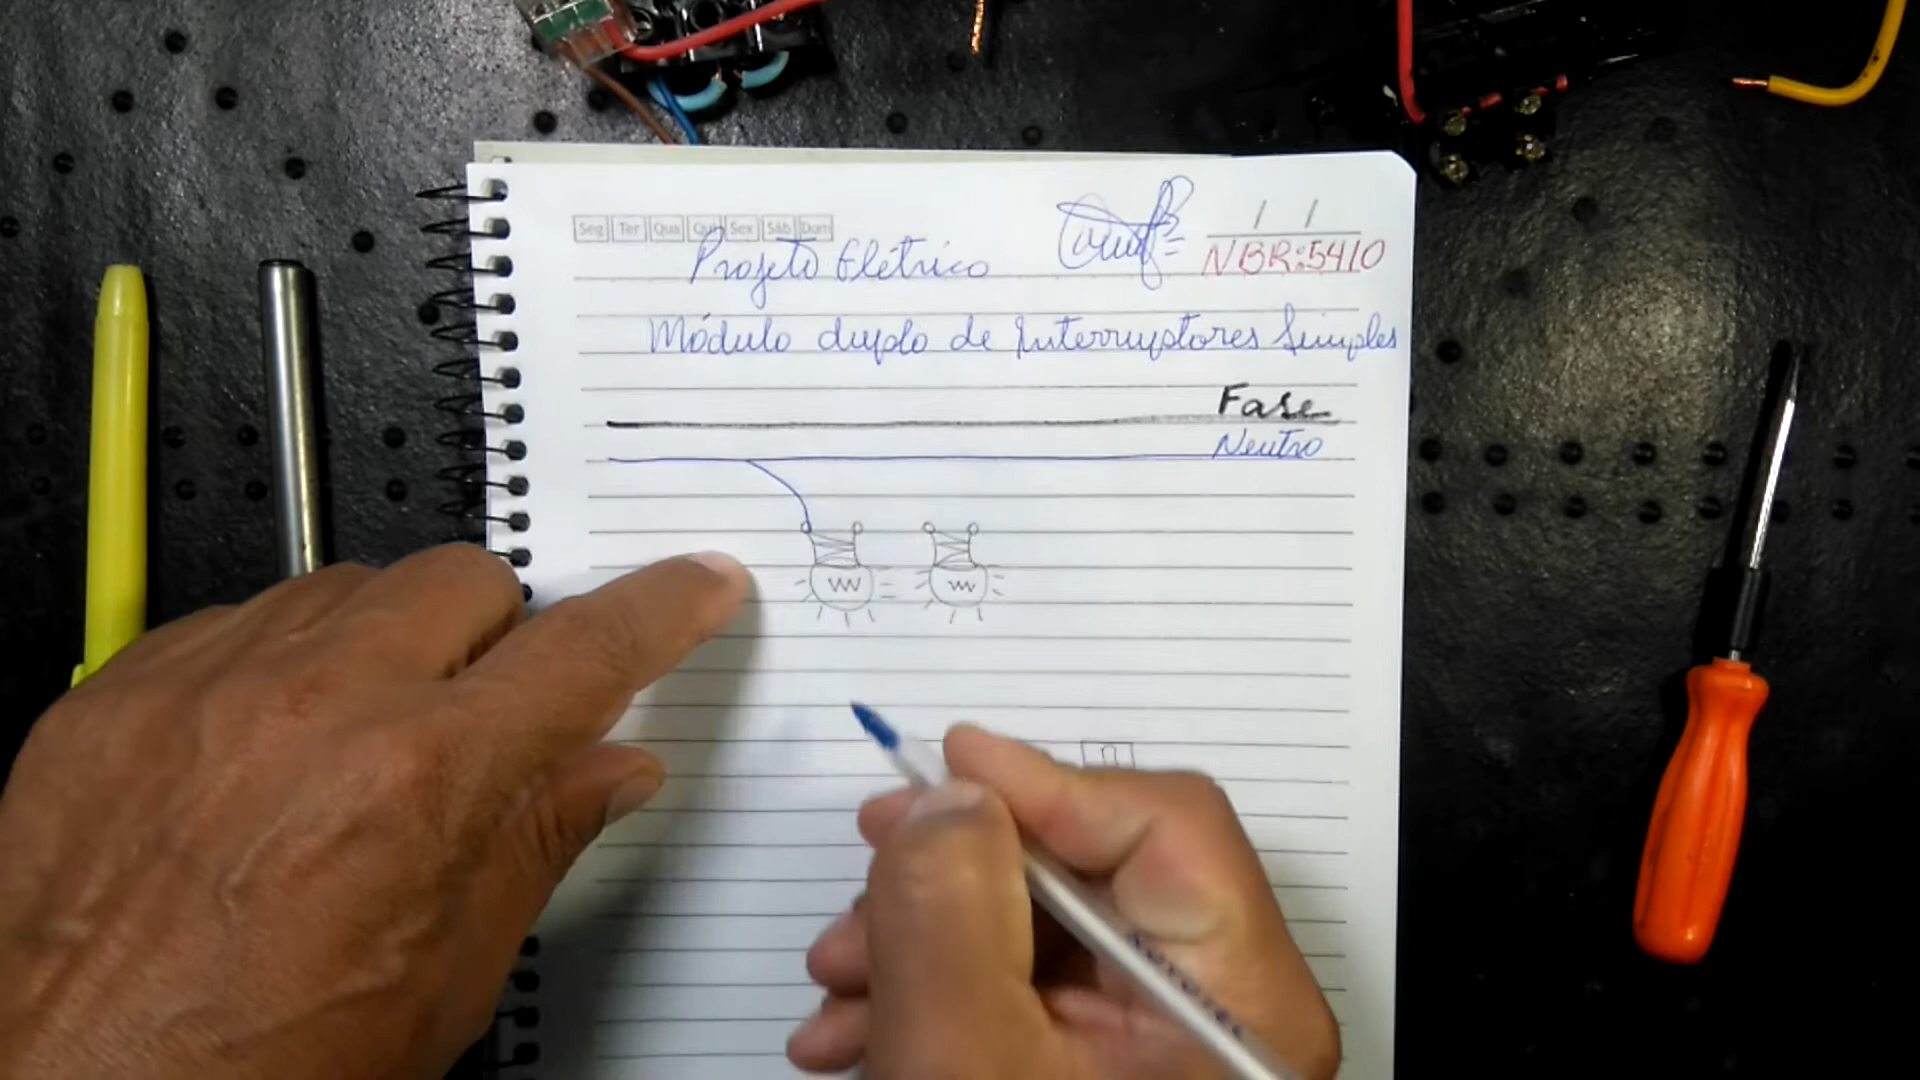 Seg Ter Qua Qui Sex Sáb Dom
Projeto Elétrico
NBR:5410
Módulo duplo de Interruptores Simples
Fase
Neutro